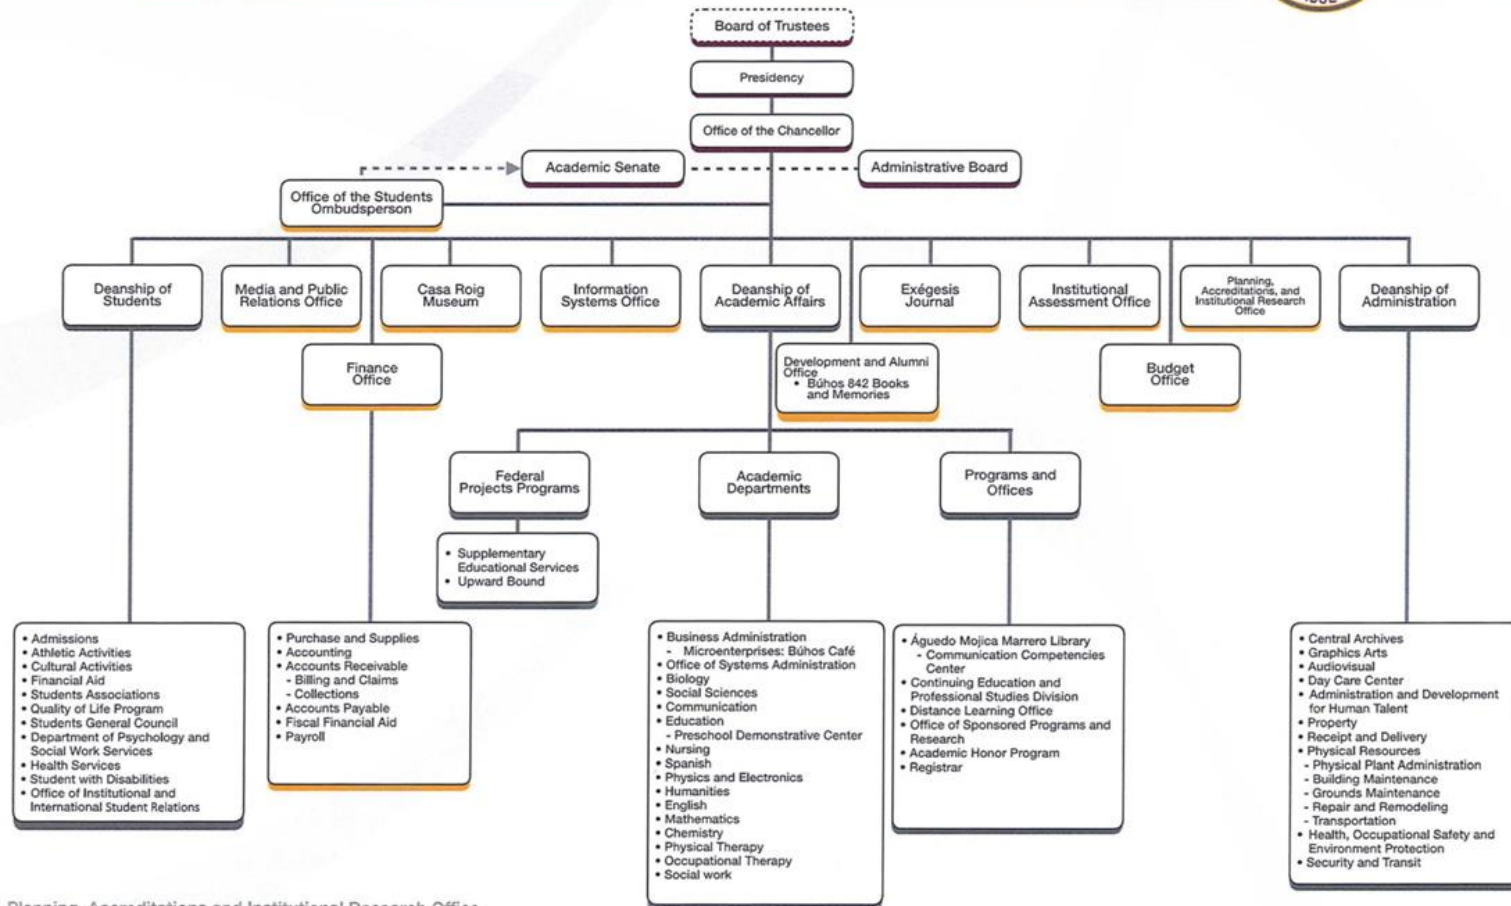 Board of Trustees
Presidency
Office of the Chancellor
Academic Senate
Administrative Board
Office of the Students
Ombudsperson
Deanship of
Students
Media and Public
Relations Office
Casa Roig
Museum
Information
Systems Office
Deanship of
Academic Affairs
Exégesis
Journal
Institutional
Assessment Office
Planning,
Accreditations, and
Institutional Research
Office
Deanship of
Administration
Finance
Office
Development and Alumni
Office
• Búhos 842 Books
and Memories
Budget
Office
Federal
Projects Programs
Academic
Departments
Programs and
Offices
• Supplementary
Educational Services
• Upward Bound
• Admissions
• Athletic Activities
• Cultural Activities
• Financial Aid
• Students Associations
• Quality of Life Program
• Students General Council
• Department of Psychology and
Social Work Services
• Health Services
• Student with Disabilities
• Office of Institutional and
International Student Relations
• Purchase and Supplies
• Accounting
• Accounts Receivable
- Billing and Claims
- Collections
• Accounts Payable
• Fiscal Financial Aid
• Payroll
• Business Administration
- Microenterprises: Búhos Café
• Office of Systems Administration
• Biology
• Social Sciences
• Communication
• Education
- Preschool Demonstrative Center
• Nursing
• Spanish
• Physics and Electronics
• Humanities
• English
• Mathematics
• Chemistry
• Physical Therapy
• Occupational Therapy
• Social work
• Águedo Mojica Marrero Library
- Communication Competencies
Center
• Continuing Education and
Professional Studies Division
• Distance Learning Office
• Office of Sponsored Programs and
Research
• Academic Honor Program
• Registrar
• Central Archives
• Graphics Arts
• Audiovisual
• Day Care Center
• Administration and Development
for Human Talent
• Property
• Receipt and Delivery
• Physical Resources
- Physical Plant Administration
- Building Maintenance
- Grounds Maintenance
- Repair and Remodeling
- Transportation
• Health, Occupational Safety and
Environment Protection
• Security and Transit
Planning, Accreditations and Institutional Research Office